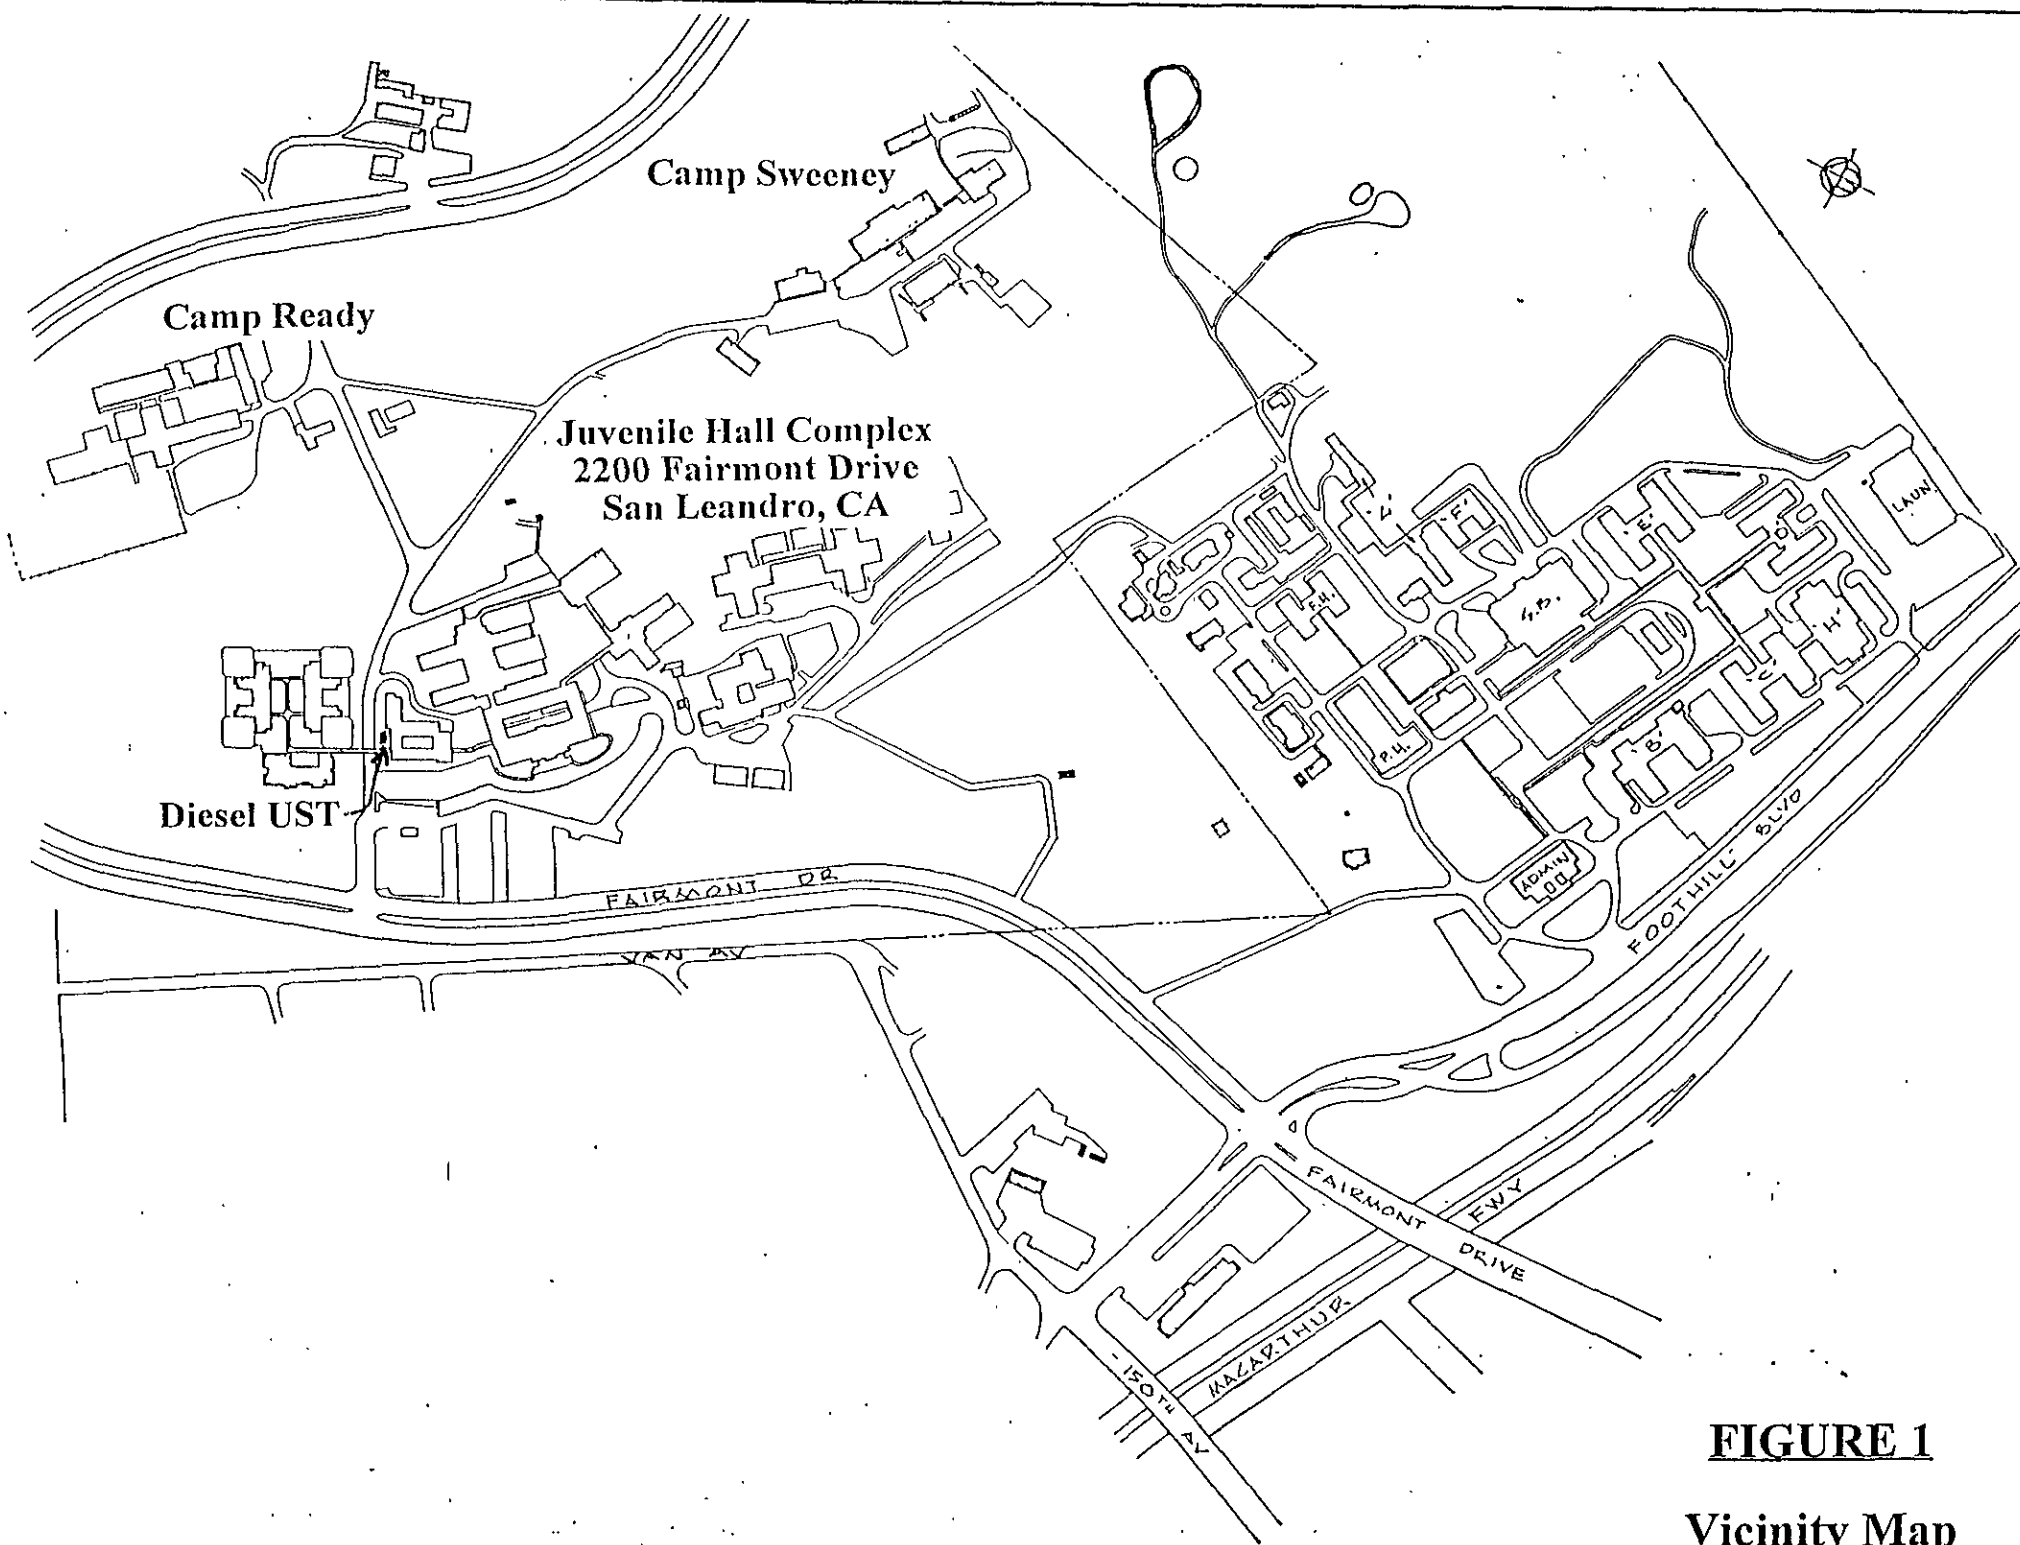 Camp Sweeney
Camp Ready
Juvenile Hall Complex
2200 Fairmont Drive
San Leandro, CA
Diesel UST
'F'
'E'
LAUN.
F.H.
S.B.
'H'
'C'
'B'
P.H.
ADMIN
FAIRMONT DR
VAN AV
FOOTHILL BLVD
FAIRMONT DRIVE
MACARTHUR FWY
150TH AV
FIGURE 1
Vicinity Map